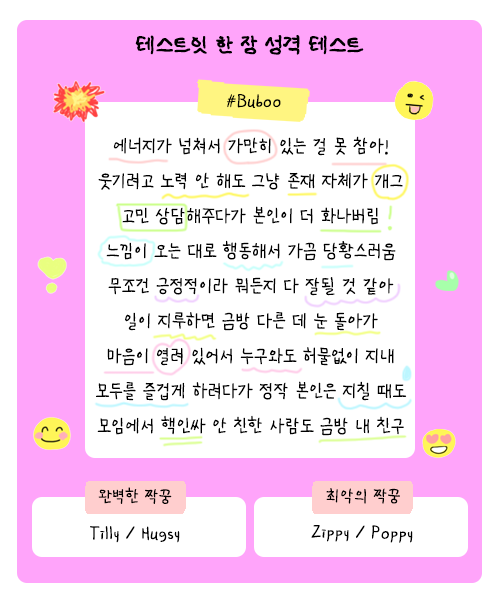 테스트잇 한 장 성격 테스트
#Buboo
에너지가 넘쳐서 가만히 있는 걸 못 참아!
웃기려고 노력 안 해도 그냥 존재 자체가 개그
고민 상담해주다가 본인이 더 화나버림!
느낌이 오는 대로 행동해서 가끔 당황스러움
무조건 긍정적이라 뭐든지 다 잘될 것 같아
일이 지루하면 금방 다른 데 눈 돌아가
마음이 열려 있어서 누구와도 허물없이 지내
모두를 즐겁게 하려다가 정작 본인은 지칠 때도
모임에서 핵인싸 안 친한 사람도 금방 내 친구
완벽한 짝꿍
Tilly / Hugsy
최악의 짝꿍
Zippy / Poppy